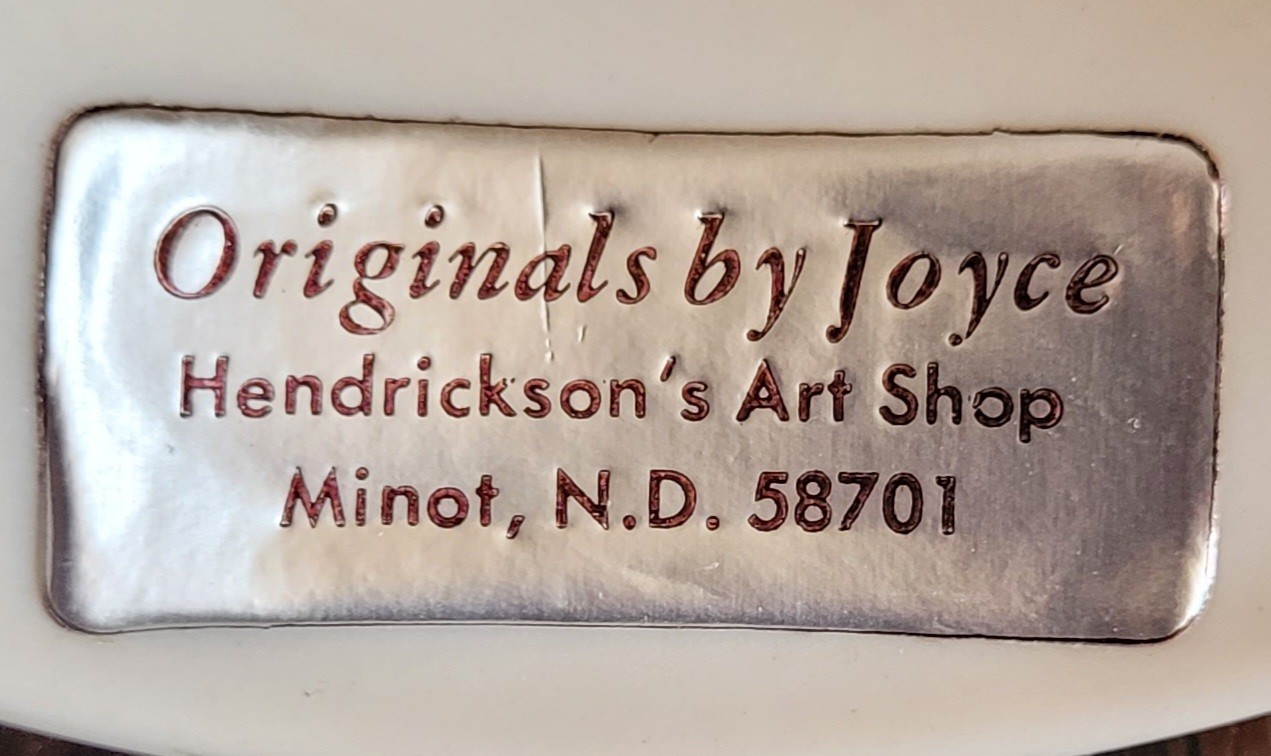 Originals by Joyce
Hendrickson's Art Shop
Minot, N.D. 58701